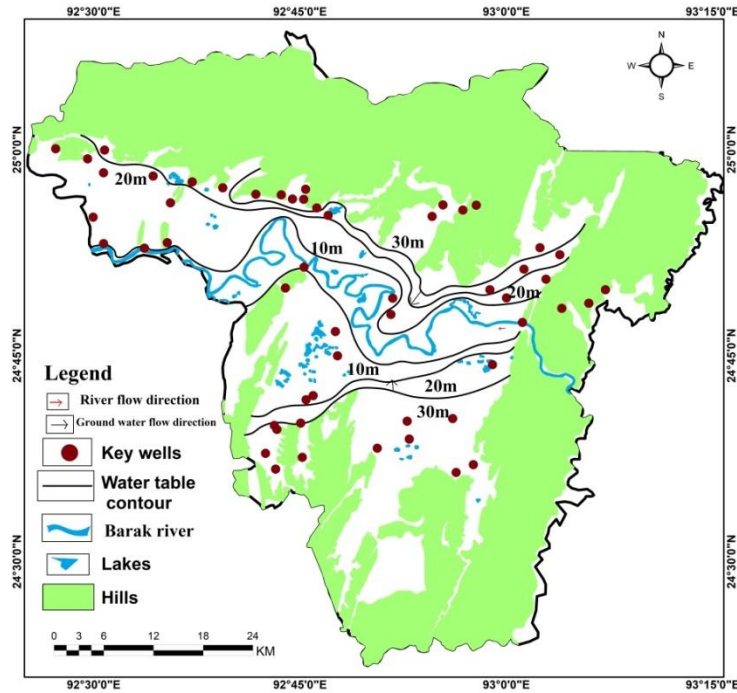 92°30'0"E 92°45'0"E 93°0'0"E 93°15'0"E
N
W E
S
25°0'0"N 25°0'0"N
20m
30m
10m
20m
24°45'0"N 24°45'0"N
10m
20m
30m
Legend
River flow direction
Ground water flow direction
Key wells
Water table
contour
Barak river
Lakes
Hills
24°30'0"N 24°30'0"N
0 3 6 12 18 24
KM
92°30'0"E 92°45'0"E 93°0'0"E 93°15'0"E